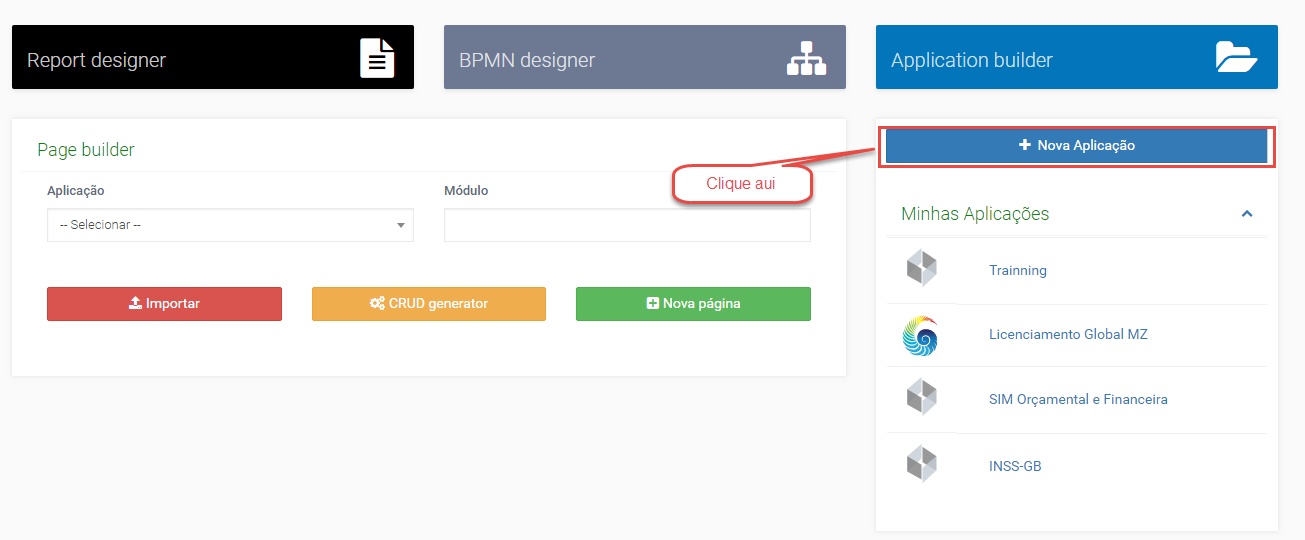 Report designer
BPMN designer
Application builder
Page builder
Nova Aplicação
Clique aui
Aplicação
Módulo
-- Selecionar --
Minhas Aplicações
Trainning
Importar
CRUD generator
Nova página
Licenciamento Global MZ
SIM Orçamental e Financeira
INSS-GB